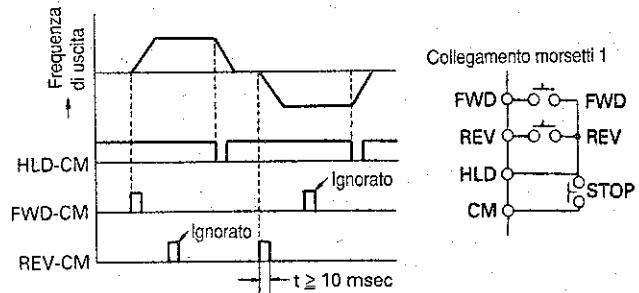 Frequenza
di uscita
HLD-CM
FWD-CM
Ignorato
REV-CM
Ignorato
t ≧ 10 msec
Collegamento morsetti 1
FWD FWD
REV REV
HLD
STOP
CM